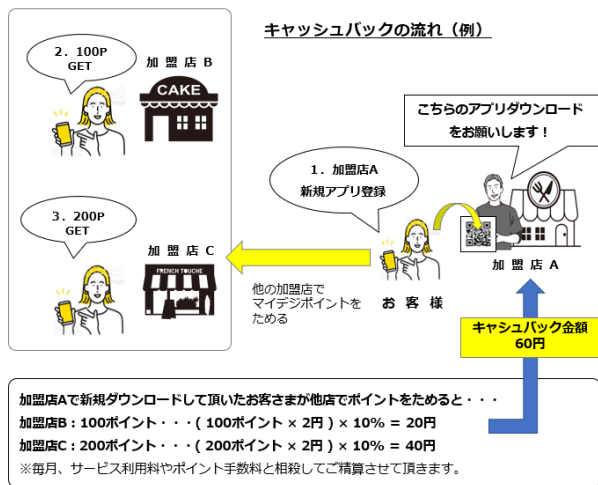 キャッシュバックの流れ（例）
2．100P
GET
加盟店B
CAKE
こちらのアプリダウンロード
をお願いします！
1．加盟店A
新規アプリ登録
3．200P
GET
加盟店C
FRENCH TOUCHE
加盟店A
お客様
他の加盟店で
マイデジポイントを
ためる
キャシュバック金額
60円
加盟店Aで新規ダウンロードして頂いたお客さまが他店でポイントをためると・・・
加盟店B：100ポイント・・・( 100ポイント × 2円 ) × 10% = 20円
加盟店C：200ポイント・・・( 200ポイント × 2円 ) × 10% = 40円
※毎月、サービス利用料やポイント手数料と相殺してご精算させて頂きます。